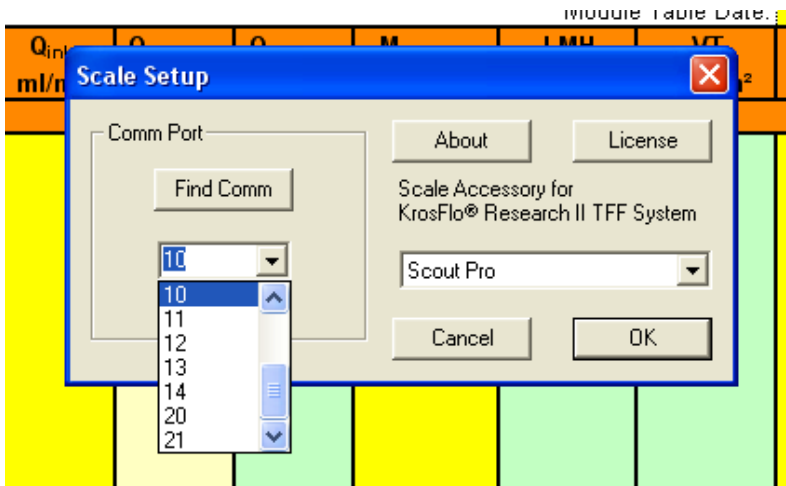 Module Table Date:
Q
Q
Q
M
LMH
VT
ml/m
Scale Setup
Comm Port
Find Comm
10
10
11
12
13
14
20
21
About
License
Scale Accessory for
KrosFlo® Research II TFF System
Scout Pro
Cancel
OK